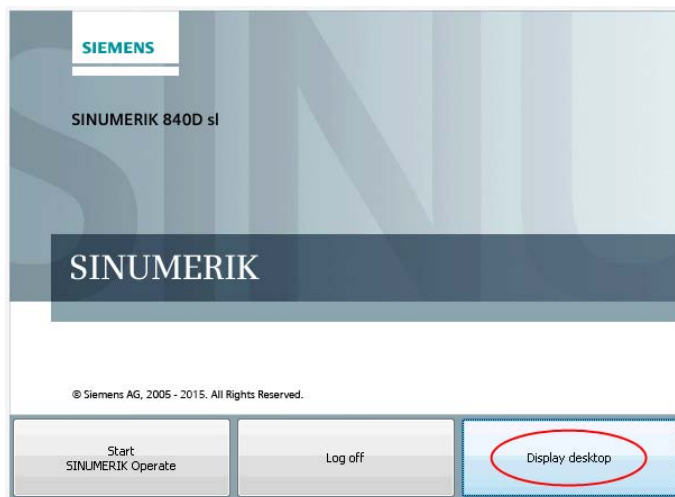 SIEMENS
SINUMERIK 840D sl
SINUMERIK
© Siemens AG, 2005 - 2015. All Rights Reserved.
Start
SINUMERIK Operate
Log off
Display desktop